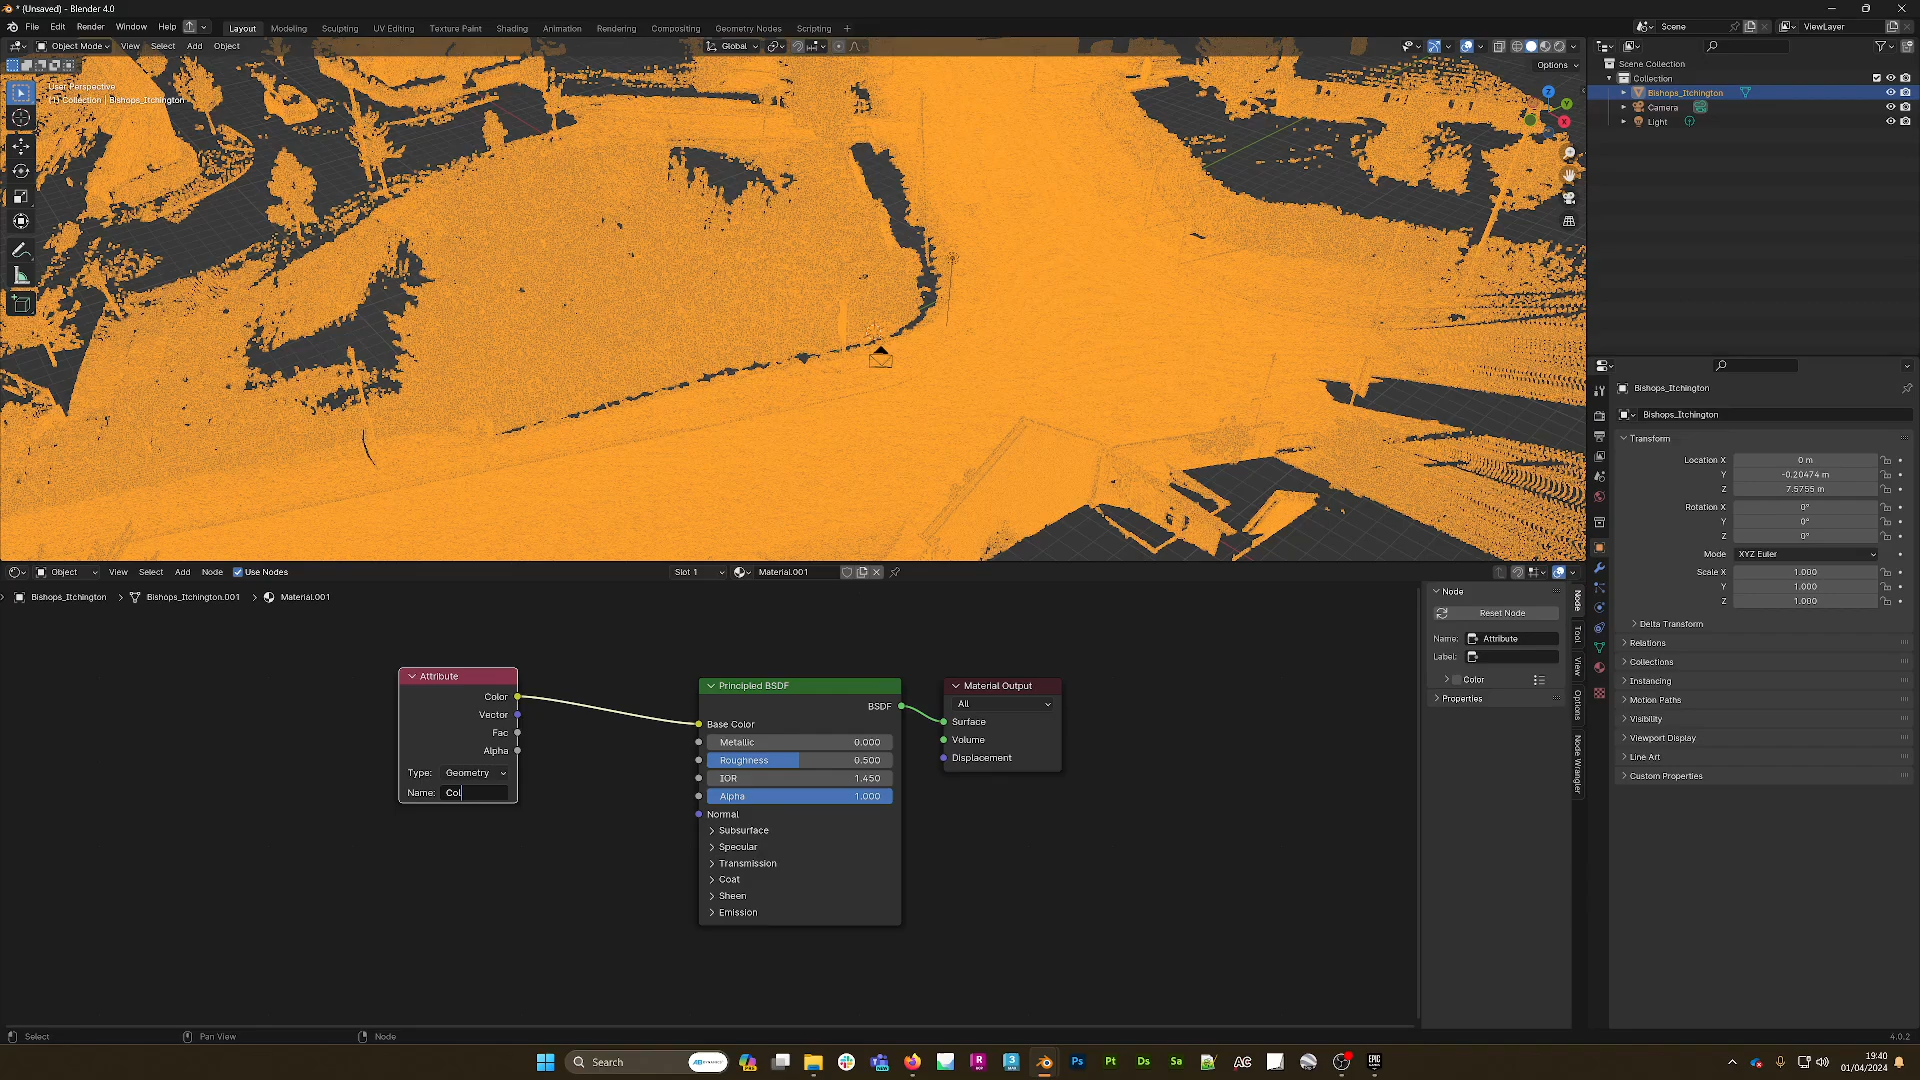 * (Unsaved) - Blender 4.0
File Edit Render Window Help Layout Modeling Sculpting UV Editing Texture Paint Shading Animation Rendering Compositing Geometry Nodes Scripting + Scene ViewLayer
Object Mode View Select Add Object Global
Options
User Perspective
(1) Collection | Bishops_Itchington
Scene Collection
Collection
Bishops_Itchington
Camera
Light
Bishops_Itchington
Bishops_Itchington
Transform
Location X 0 m
Y -0.20474 m
Z 7.5755 m
Rotation X 0°
Y 0°
Z 0°
Mode XYZ Euler
Scale X 1.000
Y 1.000
Z 1.000
Delta Transform
Relations
Collections
Instancing
Motion Paths
Visibility
Viewport Display
Line Art
Custom Properties
Object View Select Add Node Use Nodes Slot 1 Material.001
Bishops_Itchington > Bishops_Itchington.001 > Material.001
Attribute
Color
Vector
Fac
Alpha
Type: Geometry
Name: Col
Principled BSDF
BSDF
Base Color
Metallic 0.000
Roughness 0.500
IOR 1.450
Alpha 1.000
Normal
Subsurface
Specular
Transmission
Coat
Sheen
Emission
Material Output
All
Surface
Volume
Displacement
Node
Reset Node
Name: Attribute
Label:
Color
Properties
Node
Tool
View
Options
Node Wrangler
Select Pan View Node 4.0.2
Search
Ps Pt Ds Sa AC
19:40
01/04/2024